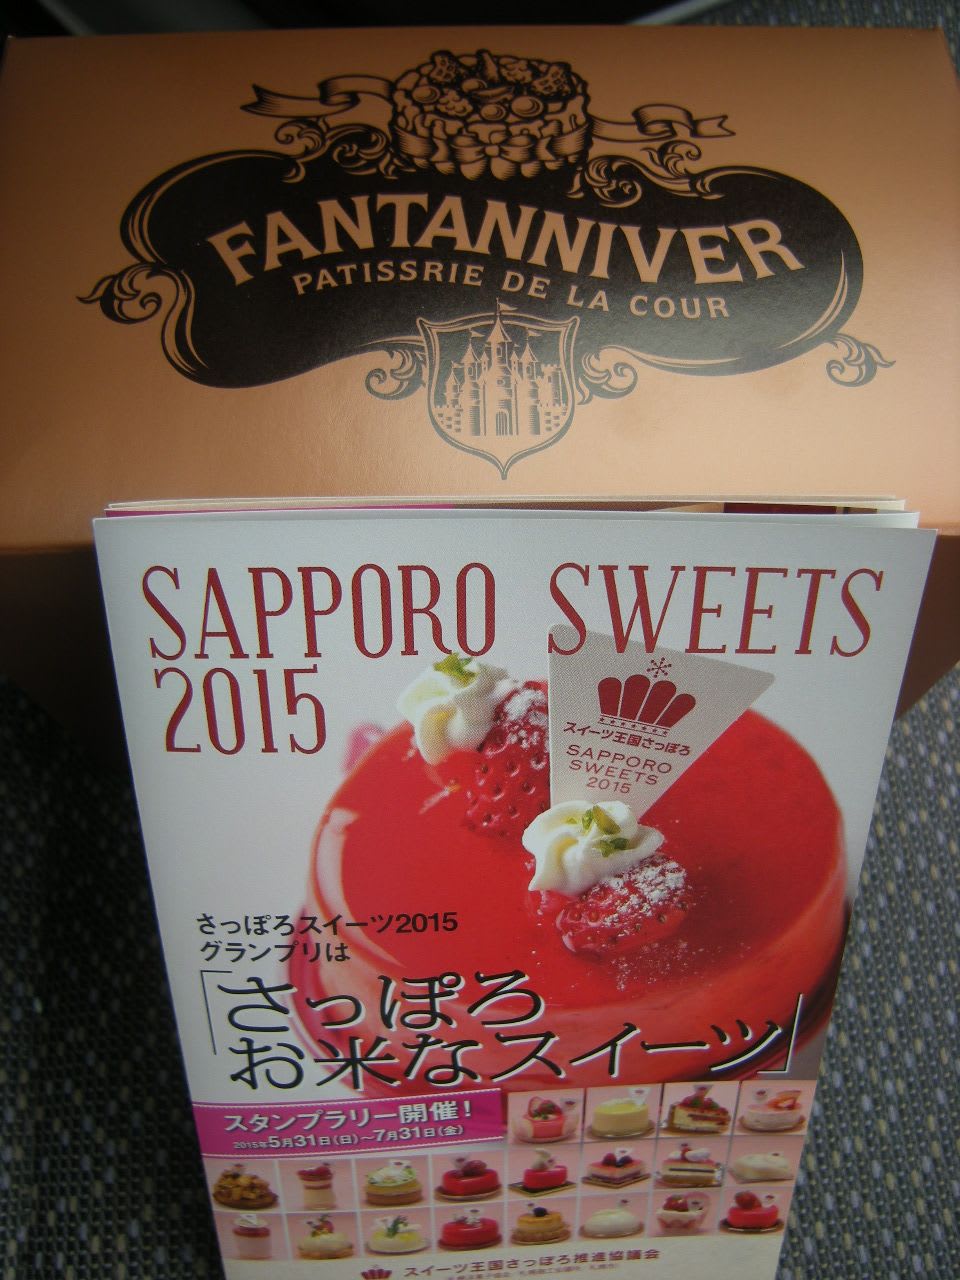 FANTANNIVER
PATISSRIE DE LA COUR
SAPPORO SWEETS
2015
スイーツ王国さっぽろ
SAPPORO
SWEETS
2015
さっぽろスイーツ2015
グランプリは
「さっぽろ
お米なスイーツ」
スタンプラリー開催!
2015年5月31日(日)~7月31日(金)
スイーツ王国さっぽろ推進協議会